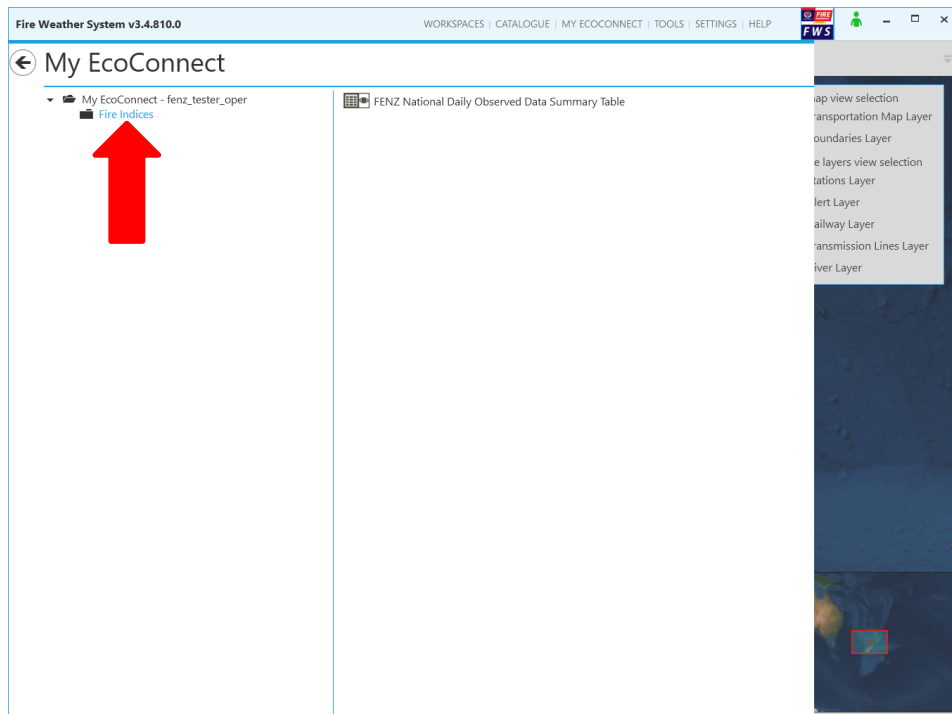 Fire Weather System v3.4.810.0
WORKSPACES | CATALOGUE | MY ECOCONNECT | TOOLS | SETTINGS | HELP
FIRE
FWS
My EcoConnect
My EcoConnect - fenz_tester_oper
Fire Indices
FENZ National Daily Observed Data Summary Table
ap view selection
ransportation Map Layer
oundaries Layer
e layers view selection
tations Layer
lert Layer
ailway Layer
ransmission Lines Layer
iver Layer